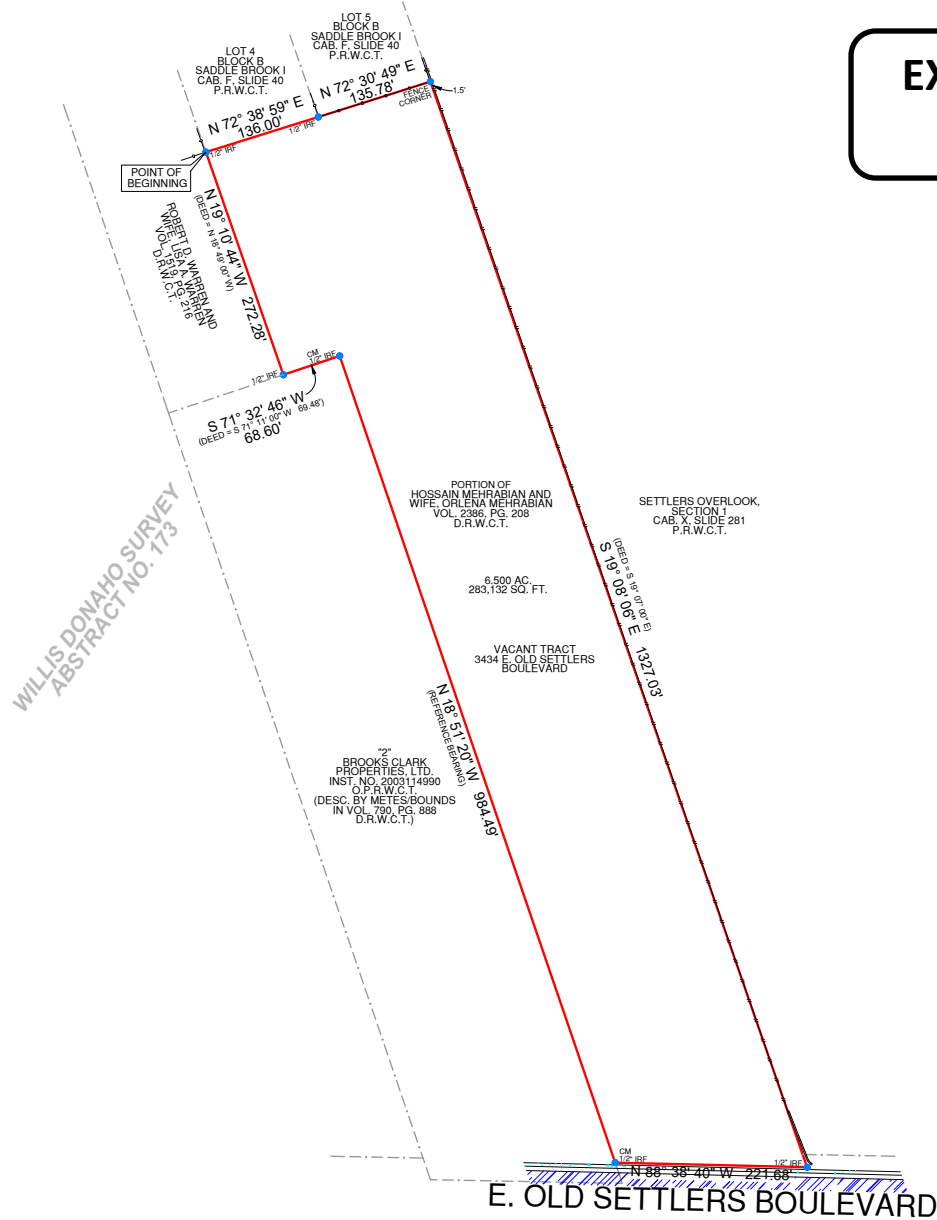 LOT 5
BLOCK B
SADDLE BROOK I
CAB. F, SLIDE 40
P.R.W.C.T.
LOT 4
BLOCK B
SADDLE BROOK I
CAB. F, SLIDE 40
P.R.W.C.T.
EX
N 72° 30' 49" E
135.78'
FENCE
CORNER
1.5'
N 72° 38' 59" E
136.00'
1/2" IRF
1/2" IRF
POINT OF
BEGINNING
N 19° 10' 44" W 272.28'
(DEED = N 18° 49' 00" W)
ROBERT D. WARREN AND
WIFE, LISA A. WARREN
VOL. 1519, PG. 216
D.R.W.C.T.
CM
1/2" IRF
1/2" IRF
S 71° 32' 46" W
(DEED = S 71° 11' 00" W 69.48')
68.60'
PORTION OF
HOSSAIN MEHRABIAN AND
WIFE, ORLENA MEHRABIAN
VOL. 2386, PG. 208
D.R.W.C.T.
SETTLERS OVERLOOK,
SECTION 1
CAB. X, SLIDE 281
P.R.W.C.T.
WILLIS DONAHO SURVEY
ABSTRACT NO. 173
6.500 AC.
283,132 SQ. FT.
(DEED = S 19° 07' 00" E)
S 19° 08' 06" E 1327.03'
VACANT TRACT
3434 E. OLD SETTLERS
BOULEVARD
N 18° 51' 20" W 984.49'
(REFERENCE BEARING)
"2"
BROOKS CLARK
PROPERTIES, LTD.
INST. NO. 2003114990
O.P.R.W.C.T.
(DESC. BY METES/BOUNDS
IN VOL. 790, PG. 888
D.R.W.C.T.)
CM
1/2" IRF
1/2" IRF
N 88° 38' 40" W 221.68'
E. OLD SETTLERS BOULEVARD